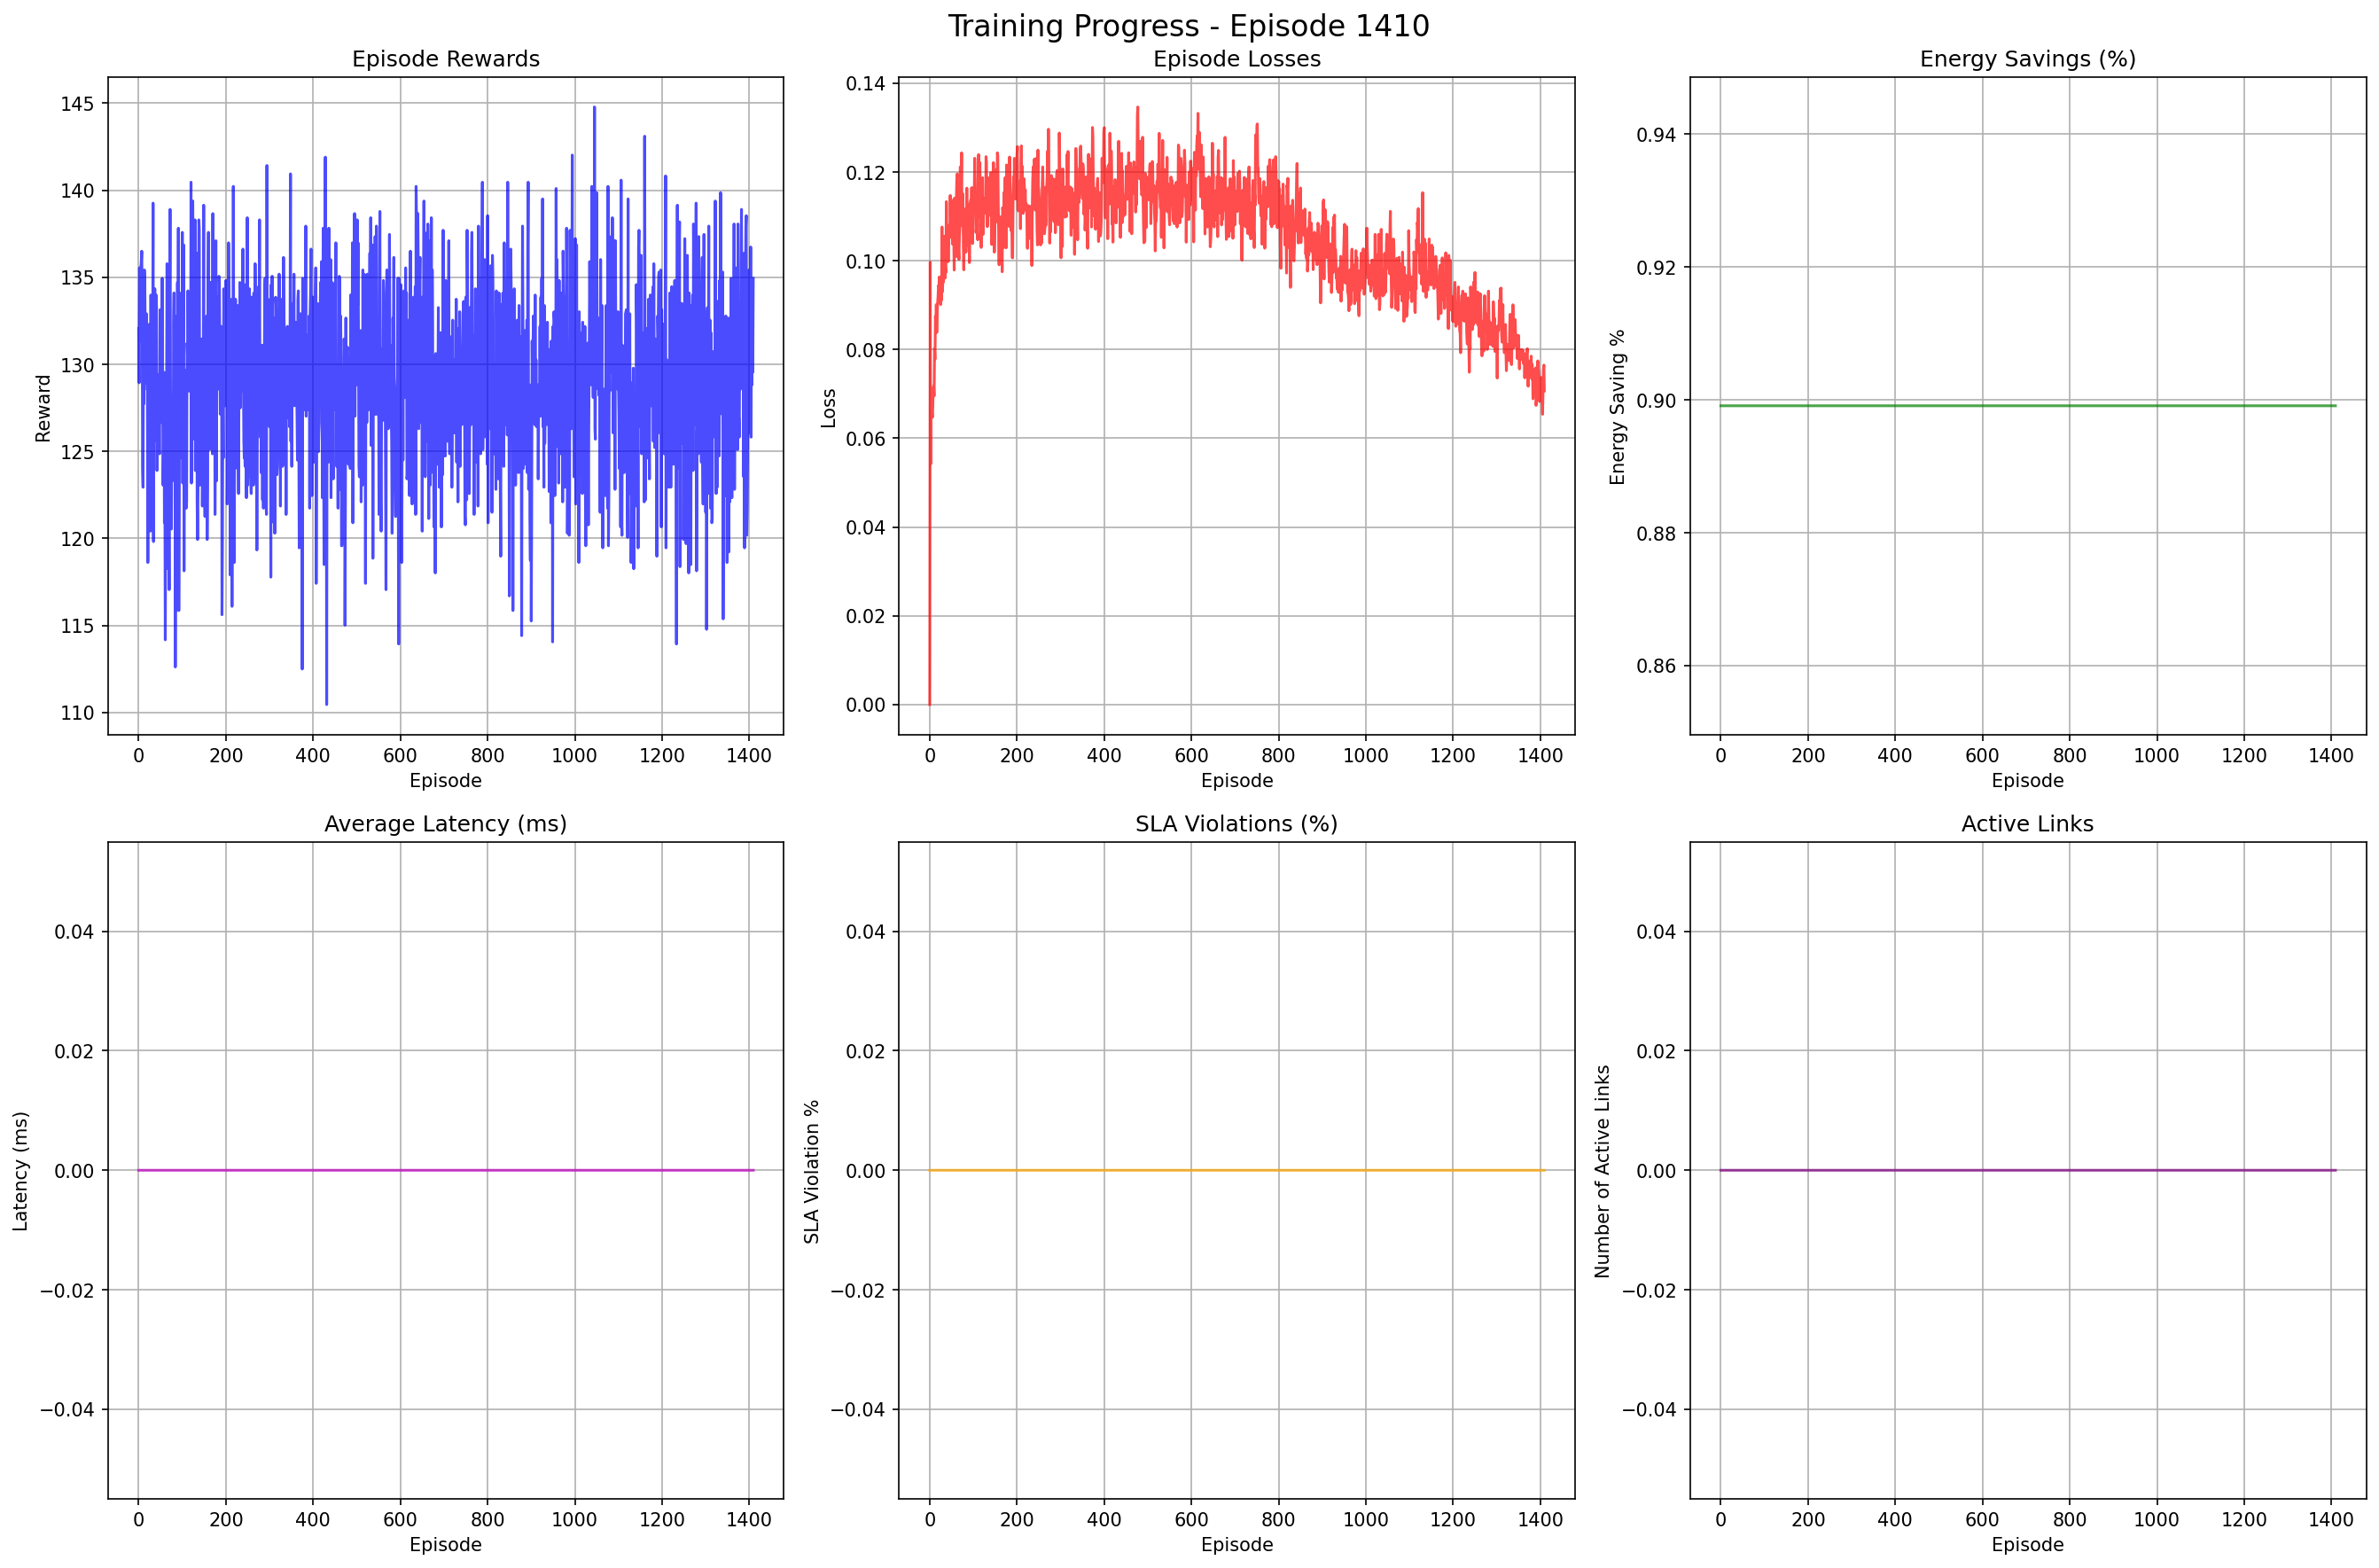 Training Progress - Episode 1410
Episode Rewards
145
140
135
130
125
120
115
110
Reward
0 200 400 600 800 1000 1200 1400
Episode
Episode Losses
0.14
0.12
0.10
0.08
0.06
0.04
0.02
0.00
Loss
0 200 400 600 800 1000 1200 1400
Episode
Energy Savings (%)
0.94
0.92
0.90
0.88
0.86
Energy Saving %
0 200 400 600 800 1000 1200 1400
Episode
Average Latency (ms)
0.04
0.02
0.00
−0.02
−0.04
Latency (ms)
0 200 400 600 800 1000 1200 1400
Episode
SLA Violations (%)
0.04
0.02
0.00
−0.02
−0.04
SLA Violation %
0 200 400 600 800 1000 1200 1400
Episode
Active Links
0.04
0.02
0.00
−0.02
−0.04
Number of Active Links
0 200 400 600 800 1000 1200 1400
Episode